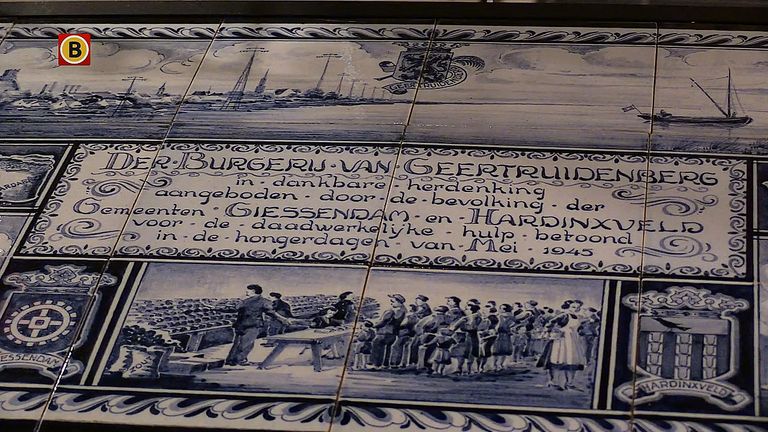 B
DER · BURGERIJ · VAN GEERTRUIDENBERG
in · dankbare · herdenking
aangeboden · door · de · bevolking · der
Gemeenten · GIESSENDAM · en · HARDINXVELD
voor · de · daadwerkelyke · hulp · betoond
in · de · hongerdagen · van · Mei · 1945
GIESSENDAM
HARDINXVELD